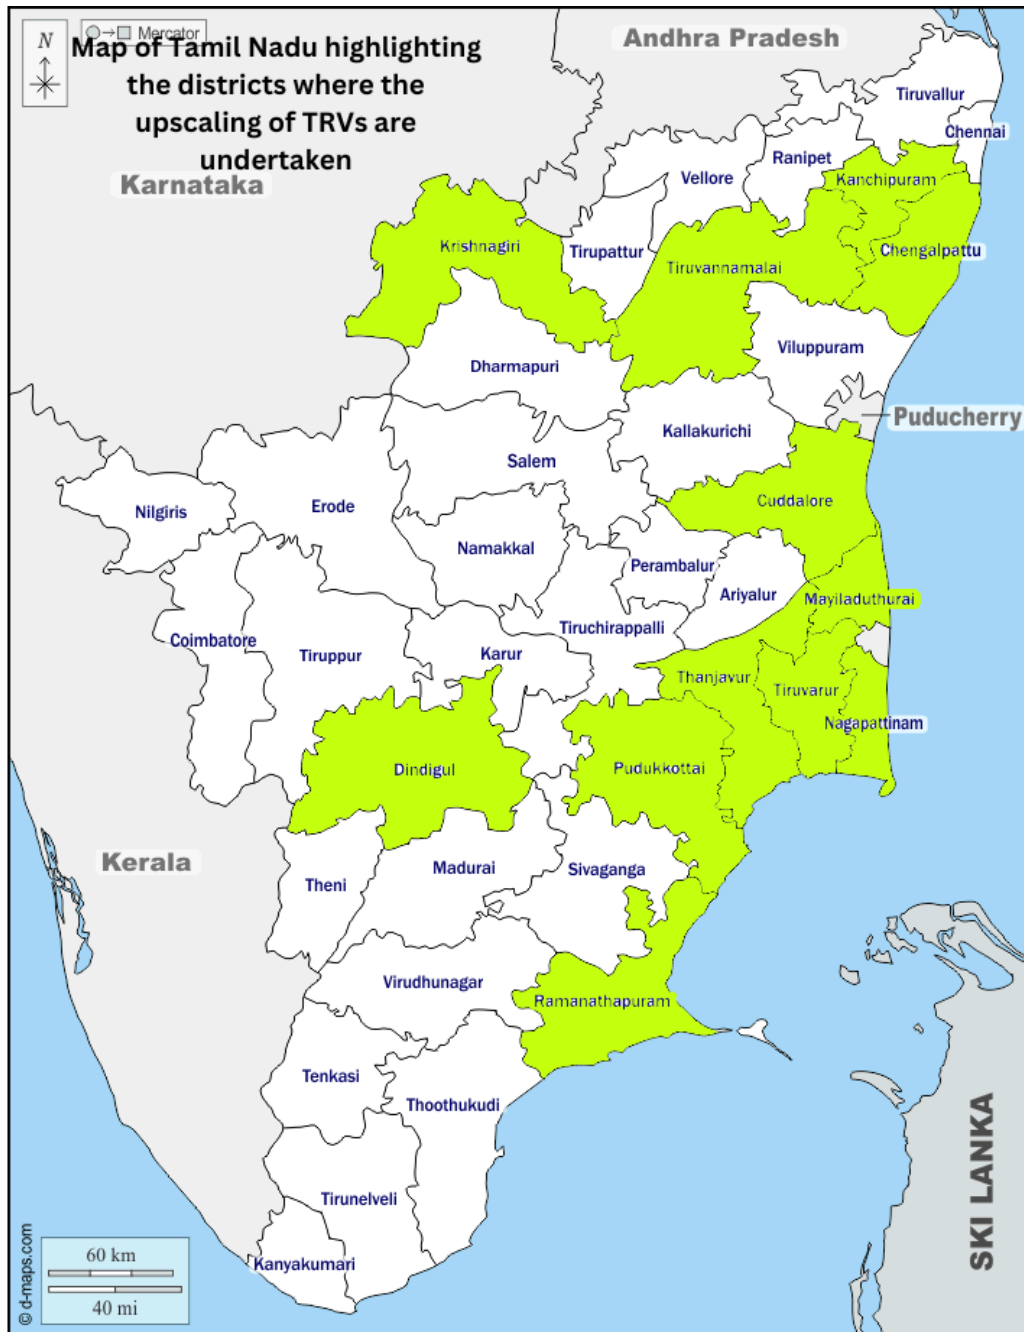 N
Mercator
Map of Tamil Nadu highlighting
the districts where the
upscaling of TRVs are
undertaken
Andhra Pradesh
Karnataka
Tiruvallur
Chennai
Ranipet
Vellore
Kanchipuram
Krishnagiri
Tirupattur
Tiruvannamalai
Chengalpattu
Viluppuram
Dharmapuri
Puducherry
Kallakurichi
Salem
Cuddalore
Nilgiris
Erode
Namakkal
Perambalur
Ariyalur
Mayiladuthurai
Coimbatore
Tiruppur
Karur
Tiruchirappalli
Thanjavur
Tiruvarur
Nagapattinam
Dindigul
Pudukkottai
Kerala
Theni
Madurai
Sivaganga
Virudhunagar
Ramanathapuram
Tenkasi
Thoothukudi
Tirunelveli
Kanyakumari
SKI LANKA
60 km
40 mi
© d-maps.com